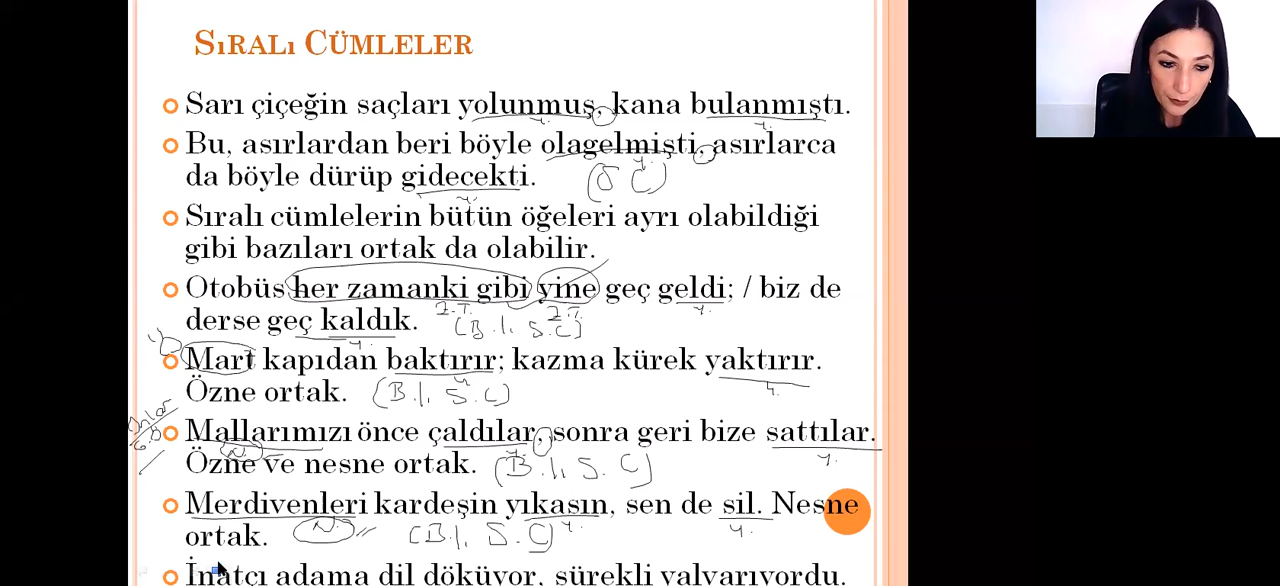 Sıralı Cümleler
Sarı çiçeğin saçları yolunmuş, kana bulanmıştı.
Bu, asırlardan beri böyle olagelmişti, asırlarca
da böyle dürüp gidecekti. (S C)
Sıralı cümlelerin bütün öğeleri ayrı olabildiği
gibi bazıları ortak da olabilir.
Otobüs her zamanki gibi yine geç geldi; / biz de
derse geç kaldık. Z.T. Z.T. (B.l. S.C)
Mart kapıdan baktırır; kazma kürek yaktırır.
Özne ortak. (B.l. S.C)
Onlar G.Ö
Mallarımızı önce çaldılar, sonra geri bize sattılar.
Özne ve nesne ortak. (B.l. S.C)
Merdivenleri kardeşin yıkasın, sen de sil. Nesne
ortak. N. (B.l. S.C)
İnatçı adama dil döküyor, sürekli yalvarıyordu.